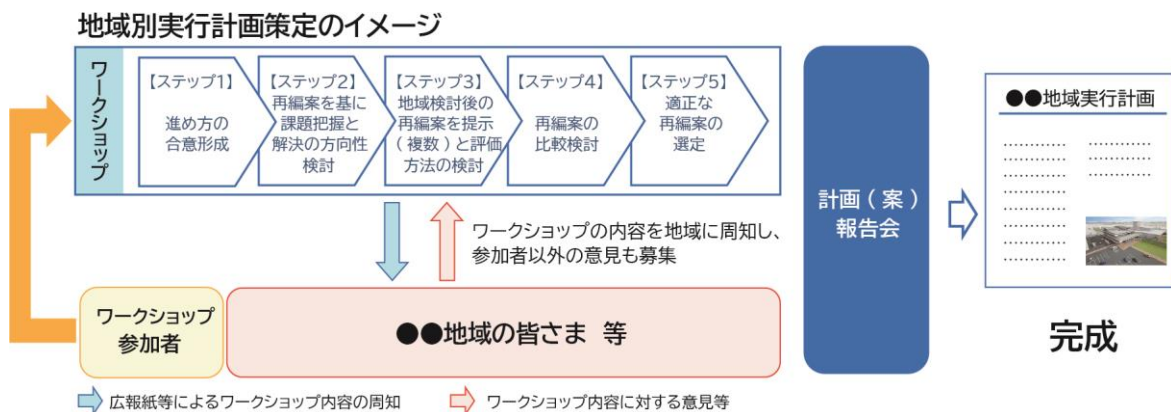 地域別実行計画策定のイメージ
ワークショップ
【ステップ1】
進め方の
合意形成
【ステップ2】
再編案を基に
課題把握と
解決の方向性
検討
【ステップ3】
地域検討後の
再編案を提示
(複数)と評価
方法の検討
【ステップ4】
再編案の
比較検討
【ステップ5】
適正な
再編案の
選定
計画(案)
報告会
●●地域実行計画
完成
ワークショップの内容を地域に周知し、
参加者以外の意見も募集
ワークショップ
参加者
●●地域の皆さま 等
広報紙等によるワークショップ内容の周知
ワークショップ内容に対する意見等